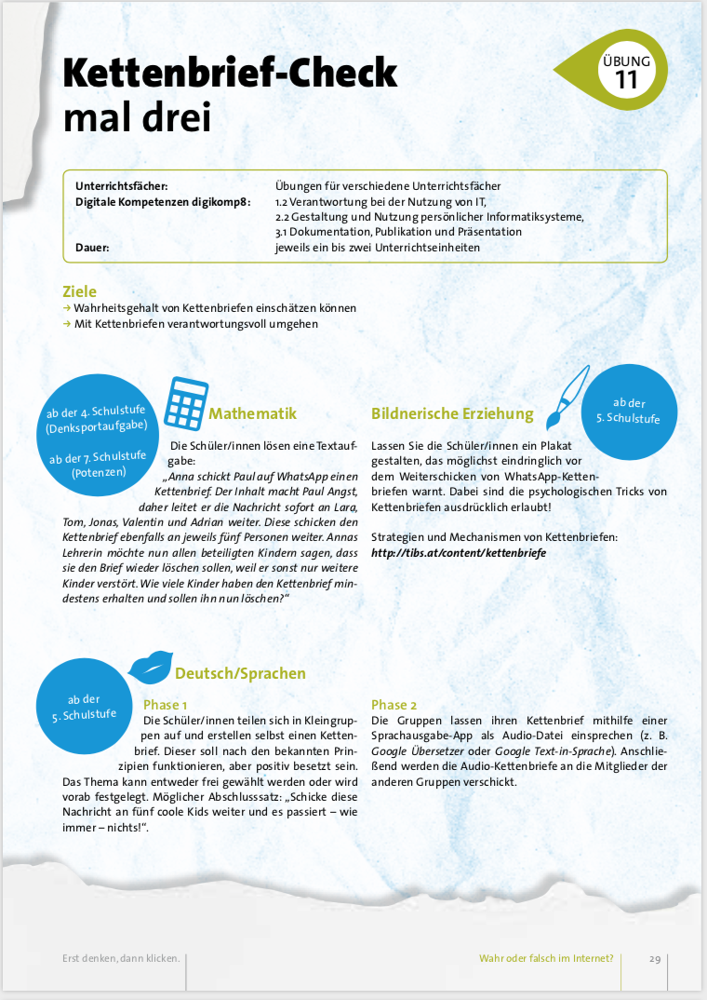 Kettenbrief-Check
mal drei
ÜBUNG
11
Unterrichtsfächer: Übungen für verschiedene Unterrichtsfächer
Digitale Kompetenzen digikomp8: 1.2 Verantwortung bei der Nutzung von IT,
2.2 Gestaltung und Nutzung persönlicher Informatiksysteme,
3.1 Dokumentation, Publikation und Präsentation
Dauer: jeweils ein bis zwei Unterrichtseinheiten
Ziele
→ Wahrheitsgehalt von Kettenbriefen einschätzen können
→ Mit Kettenbriefen verantwortungsvoll umgehen
ab der 4. Schulstufe
(Denksportaufgabe)
ab der 7. Schulstufe
(Potenzen)
Mathematik
Die Schüler/innen lösen eine Textauf-
gabe:
„Anna schickt Paul auf WhatsApp einen
Kettenbrief. Der Inhalt macht Paul Angst,
daher leitet er die Nachricht sofort an Lara,
Tom, Jonas, Valentin und Adrian weiter. Diese schicken den
Kettenbrief ebenfalls an jeweils fünf Personen weiter. Annas
Lehrerin möchte nun allen beteiligten Kindern sagen, dass
sie den Brief wieder löschen sollen, weil er sonst nur weitere
Kinder verstört. Wie viele Kinder haben den Kettenbrief min-
destens erhalten und sollen ihn nun löschen?“
Bildnerische Erziehung
ab der
5. Schulstufe
Lassen Sie die Schüler/innen ein Plakat
gestalten, das möglichst eindringlich vor
dem Weiterschicken von WhatsApp-Ketten-
briefen warnt. Dabei sind die psychologischen Tricks von
Kettenbriefen ausdrücklich erlaubt!
Strategien und Mechanismen von Kettenbriefen:
http://tibs.at/content/kettenbriefe
ab der
5. Schulstufe
Deutsch/Sprachen
Phase 1
Die Schüler/innen teilen sich in Kleingrup-
pen auf und erstellen selbst einen Ketten-
brief. Dieser soll nach den bekannten Prin-
zipien funktionieren, aber positiv besetzt sein.
Das Thema kann entweder frei gewählt werden oder wird
vorab festgelegt. Möglicher Abschlusssatz: „Schicke diese
Nachricht an fünf coole Kids weiter und es passiert – wie
immer – nichts!“.
Phase 2
Die Gruppen lassen ihren Kettenbrief mithilfe einer
Sprachausgabe-App als Audio-Datei einsprechen (z. B.
Google Übersetzer oder Google Text-in-Sprache). Anschlie-
ßend werden die Audio-Kettenbriefe an die Mitglieder der
anderen Gruppen verschickt.
Erst denken, dann klicken.
Wahr oder falsch im Internet? 29